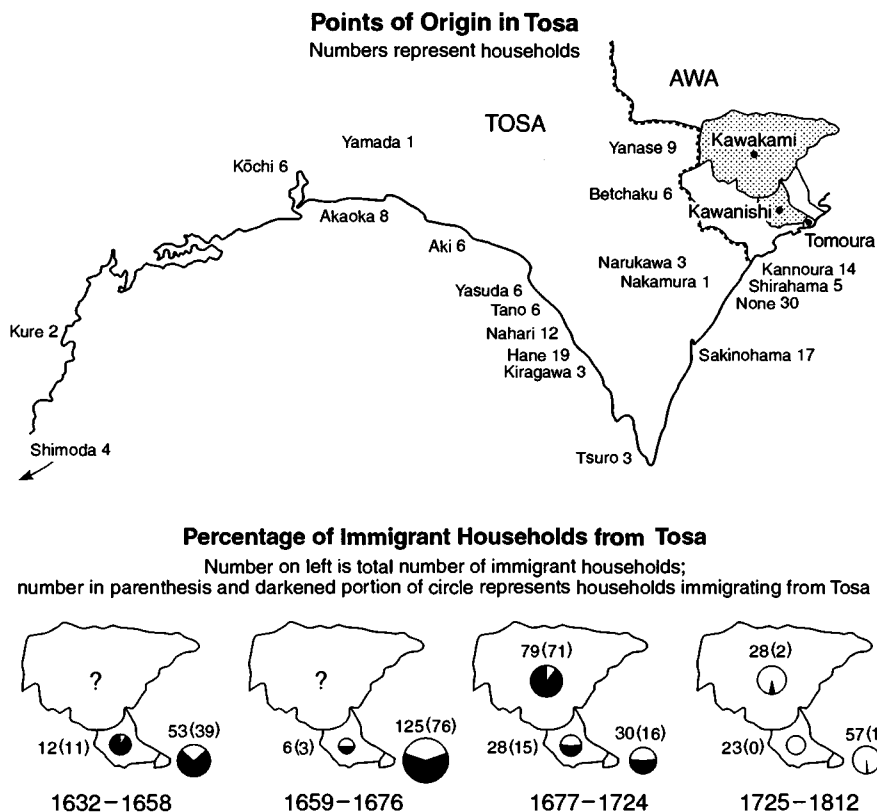 Points of Origin in Tosa
Numbers represent households
AWA
TOSA
Yamada 1
Yanase 9
Kawakami
Kōchi 6
Betchaku 6
Akaoka 8
Kawanishi
Tomoura
Aki 6
Narukawa 3
Kannoura 14
Nakamura 1
Shirahama 5
Yasuda 6
None 30
Tano 6
Kure 2
Nahari 12
Hane 19
Sakinohama 17
Kiragawa 3
Shimoda 4
Tsuro 3
Percentage of Immigrant Households from Tosa
Number on left is total number of immigrant households;
number in parenthesis and darkened portion of circle represents households immigrating from Tosa
?
12(11)
53(39)
1632–1658
?
6(3)
125(76)
1659–1676
79(71)
28(15)
30(16)
1677–1724
28(2)
23(0)
57(1
1725–1812